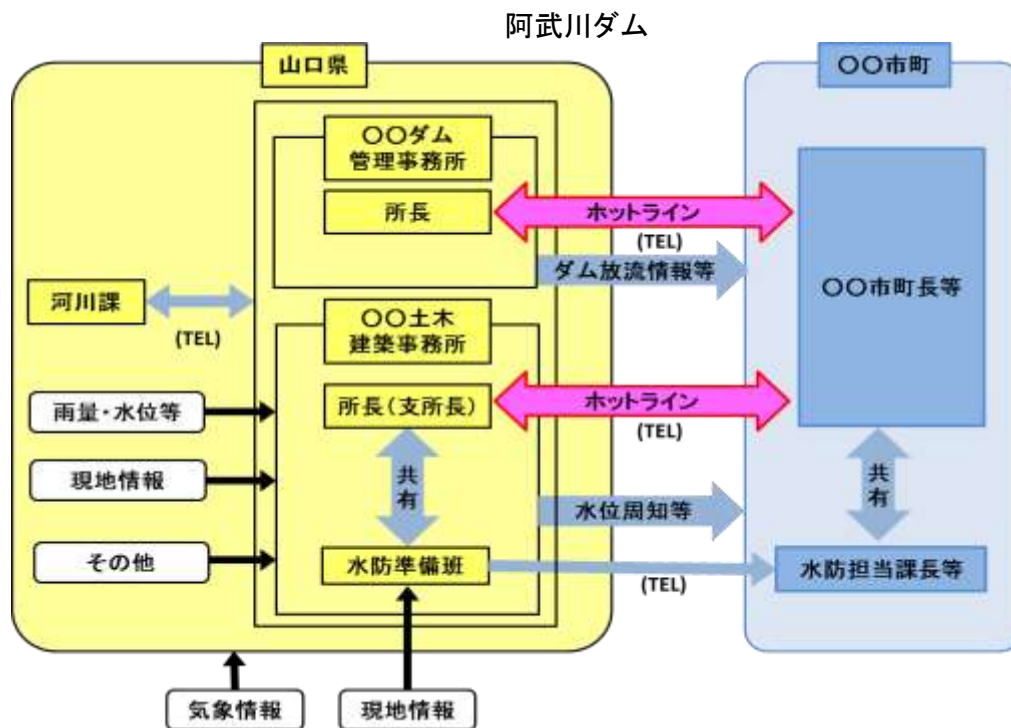 阿武川ダム
山口県
〇〇市町
〇〇ダム
管理事務所
所長
ホットライン
(TEL)
ダム放流情報等
〇〇市町長等
河川課
(TEL)
〇〇土木
建築事務所
雨量・水位等
所長(支所長)
ホットライン
(TEL)
現地情報
共有
共有
水位周知等
その他
水防準備班
(TEL)
水防担当課長等
気象情報
現地情報